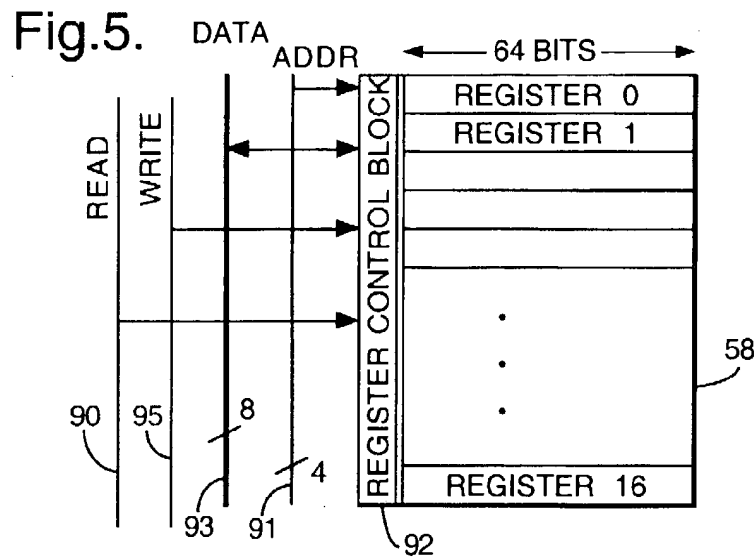 Fig.5.
DATA
ADDR
64 BITS
READ
WRITE
REGISTER CONTROL BLOCK
REGISTER 0
REGISTER 1
58
8
4
90
95
93
91
REGISTER 16
92